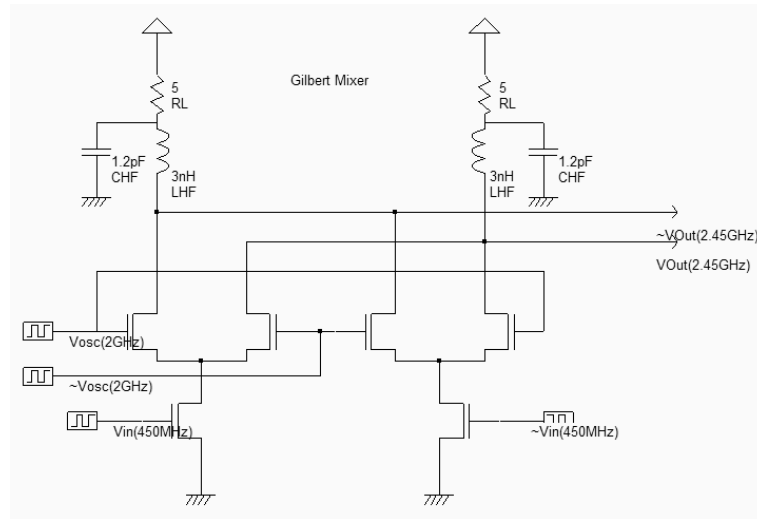 Gilbert Mixer
5
RL
5
RL
1.2pF
CHF
3nH
LHF
3nH
LHF
1.2pF
CHF
~VOut(2.45GHz)
VOut(2.45GHz)
Vosc(2GHz)
~Vosc(2GHz)
Vin(450MHz)
~Vin(450MHz)